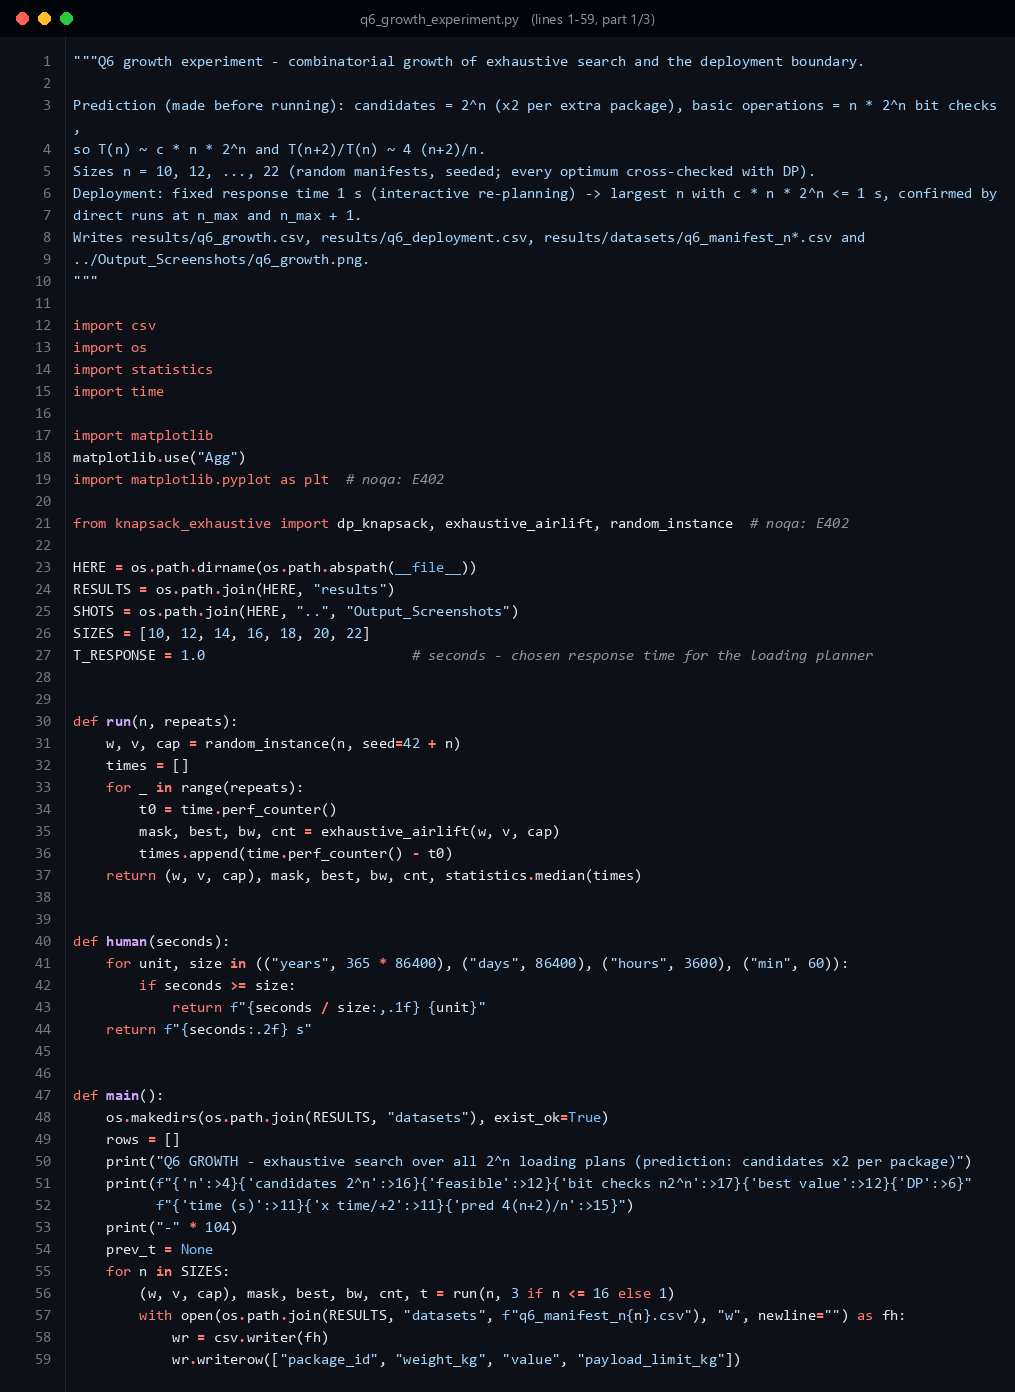 q6_growth_experiment.py (lines 1-59, part 1/3)
1 """Q6 growth experiment - combinatorial growth of exhaustive search and the deployment boundary.
2
3 Prediction (made before running): candidates = 2^n (x2 per extra package), basic operations = n * 2^n bit checks
,
4 so T(n) ~ c * n * 2^n and T(n+2)/T(n) ~ 4 (n+2)/n.
5 Sizes n = 10, 12, ..., 22 (random manifests, seeded; every optimum cross-checked with DP).
6 Deployment: fixed response time 1 s (interactive re-planning) -> largest n with c * n * 2^n <= 1 s, confirmed by
7 direct runs at n_max and n_max + 1.
8 Writes results/q6_growth.csv, results/q6_deployment.csv, results/datasets/q6_manifest_n*.csv and
9 ../Output_Screenshots/q6_growth.png.
10 """
11
12 import csv
13 import os
14 import statistics
15 import time
16
17 import matplotlib
18 matplotlib.use("Agg")
19 import matplotlib.pyplot as plt  # noqa: E402
20
21 from knapsack_exhaustive import dp_knapsack, exhaustive_airlift, random_instance  # noqa: E402
22
23 HERE = os.path.dirname(os.path.abspath(__file__))
24 RESULTS = os.path.join(HERE, "results")
25 SHOTS = os.path.join(HERE, "..", "Output_Screenshots")
26 SIZES = [10, 12, 14, 16, 18, 20, 22]
27 T_RESPONSE = 1.0                         # seconds - chosen response time for the loading planner
28
29
30 def run(n, repeats):
31     w, v, cap = random_instance(n, seed=42 + n)
32     times = []
33     for _ in range(repeats):
34         t0 = time.perf_counter()
35         mask, best, bw, cnt = exhaustive_airlift(w, v, cap)
36         times.append(time.perf_counter() - t0)
37     return (w, v, cap), mask, best, bw, cnt, statistics.median(times)
38
39
40 def human(seconds):
41     for unit, size in (("years", 365 * 86400), ("days", 86400), ("hours", 3600), ("min", 60)):
42         if seconds >= size:
43             return f"{seconds / size:,.1f} {unit}"
44     return f"{seconds:.2f} s"
45
46
47 def main():
48     os.makedirs(os.path.join(RESULTS, "datasets"), exist_ok=True)
49     rows = []
50     print("Q6 GROWTH - exhaustive search over all 2^n loading plans (prediction: candidates x2 per package)")
51     print(f"{'n':>4}{'candidates 2^n':>16}{'feasible':>12}{'bit checks n2^n':>17}{'best value':>12}{'DP':>6}"
52           f"{'time (s)':>11}{'x time/+2':>11}{'pred 4(n+2)/n':>15}")
53     print("-" * 104)
54     prev_t = None
55     for n in SIZES:
56         (w, v, cap), mask, best, bw, cnt, t = run(n, 3 if n <= 16 else 1)
57         with open(os.path.join(RESULTS, "datasets", f"q6_manifest_n{n}.csv"), "w", newline="") as fh:
58             wr = csv.writer(fh)
59             wr.writerow(["package_id", "weight_kg", "value", "payload_limit_kg"])